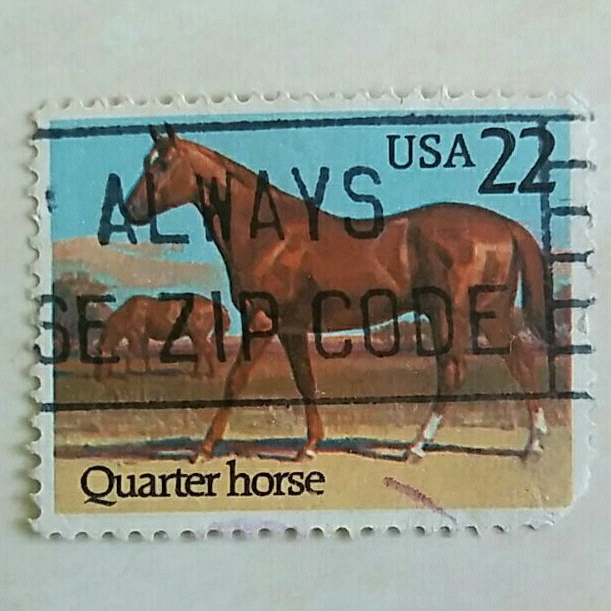 USA 22
ALWAYS
SE ZIP CODE
Quarter horse